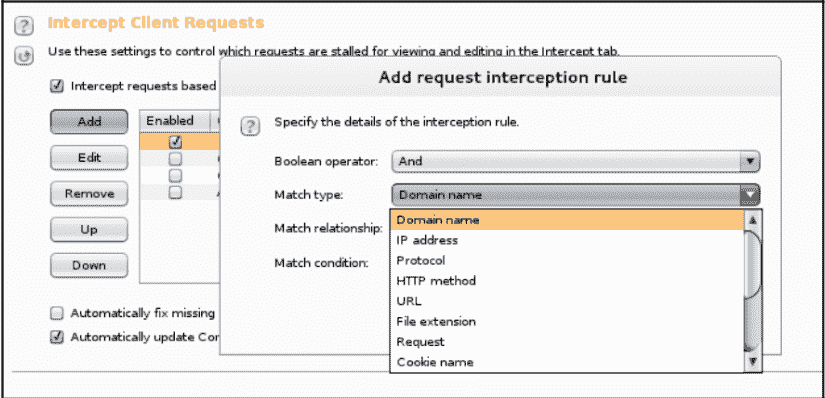 Intercept Client Requests
Use these settings to control which requests are stalled for viewing and editing in the Intercept tab.
Intercept requests based
Add
Edit
Remove
Up
Down
Enabled
Automatically fix missing
Automatically update
Add request interception rule
Specify the details of the interception rule.
Boolean operator: And
Match type: Domain name
Match relationship:
Match condition:
Domain name
IP address
Protocol
HTTP method
URL
File extension
Request
Cookie name